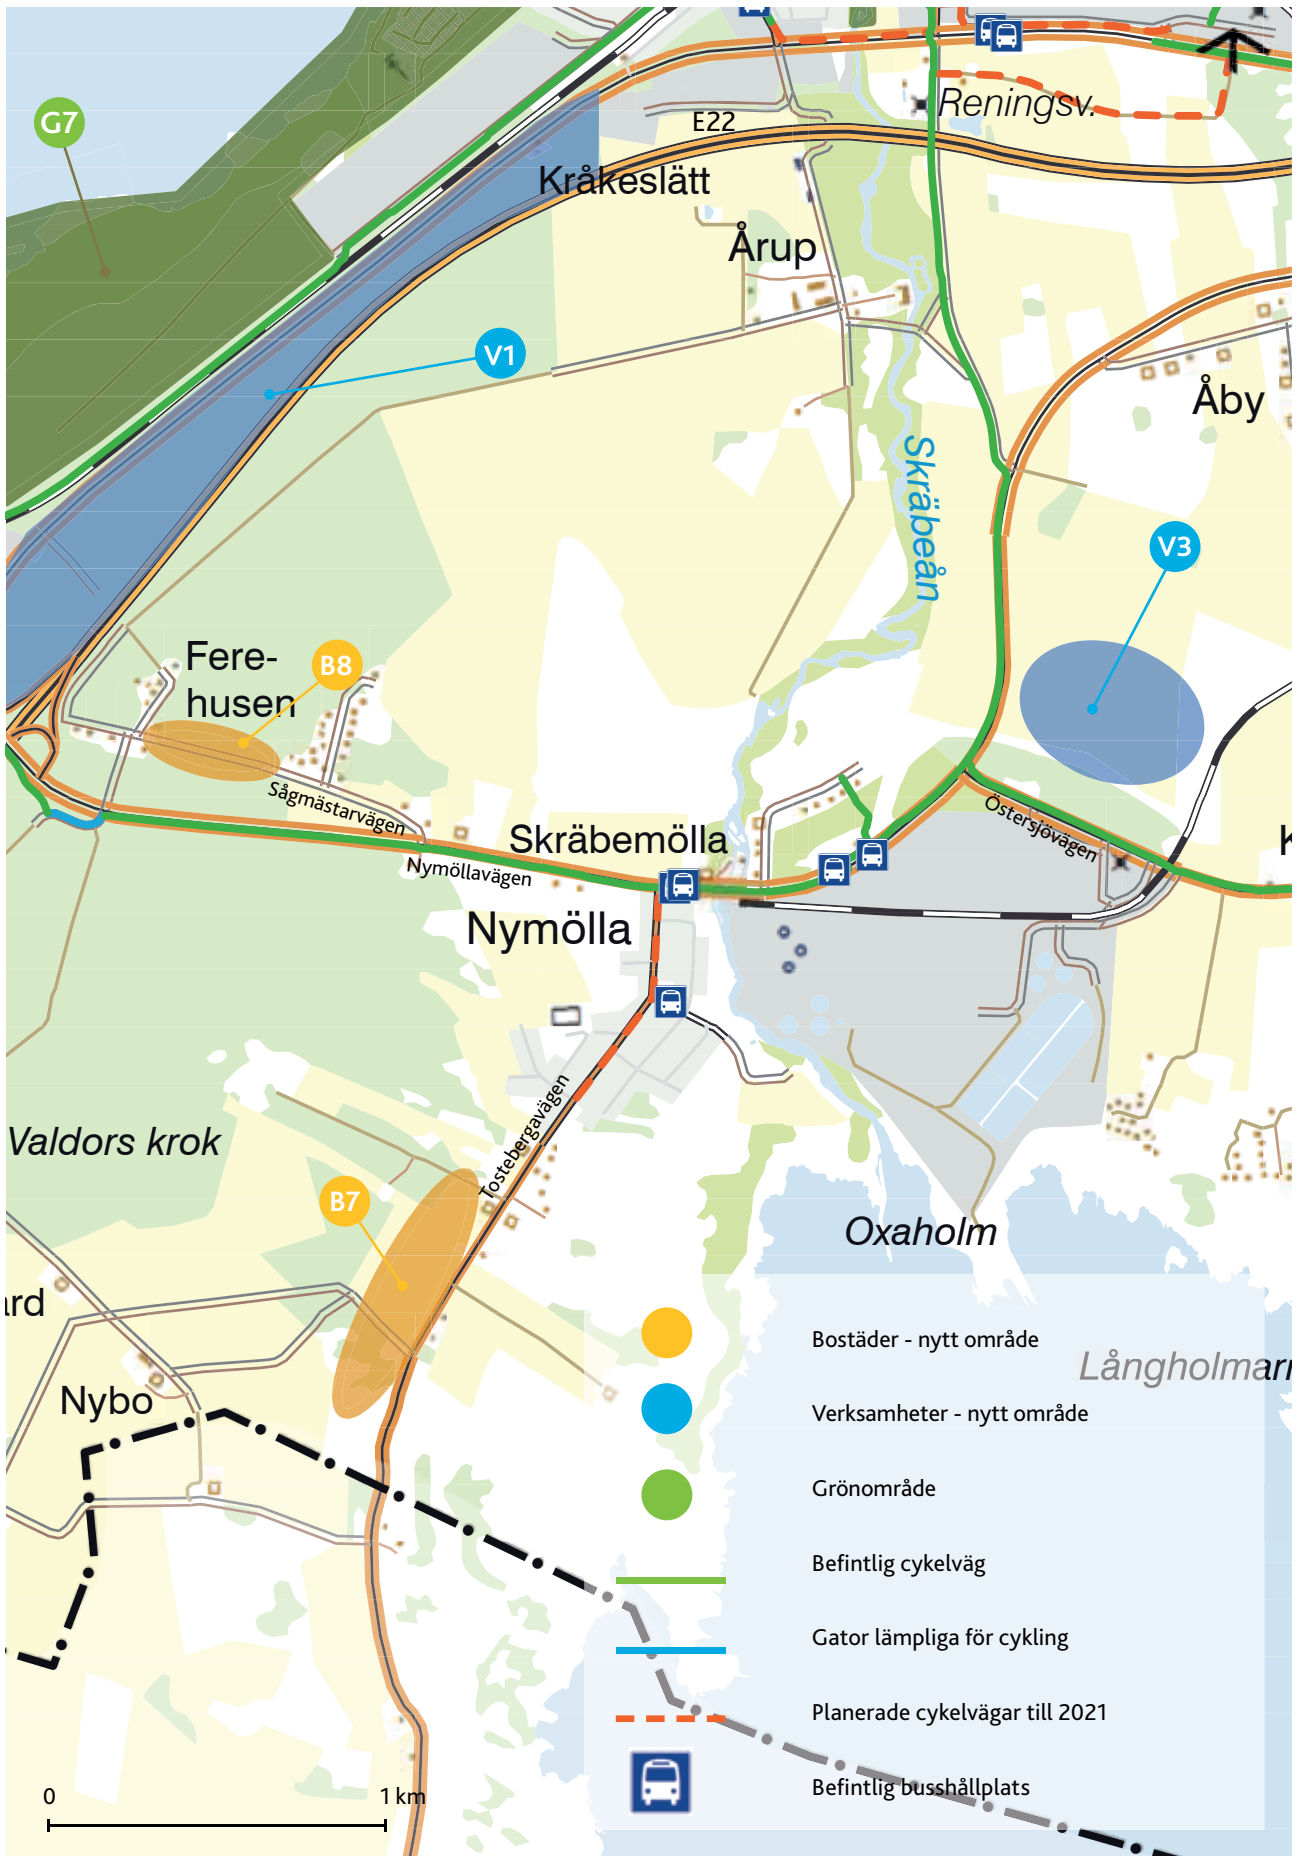 G7
Reningsv.
E22
Kråkeslätt
Årup
V1
Åby
Skräbeån
V3
Fere-
husen
B8
Sågmästarvägen
Östersjövägen
Skräbemölla
Nymöllavägen
K
Nymölla
Tostebergavägen
Valdors krok
B7
Oxaholm
ard
Bostäder - nytt område
Långholmarn
Nybo
Verksamheter - nytt område
Grönområde
Befintlig cykelväg
Gator lämpliga för cykling
Planerade cykelvägar till 2021
Befintlig busshållplats
0 1 km